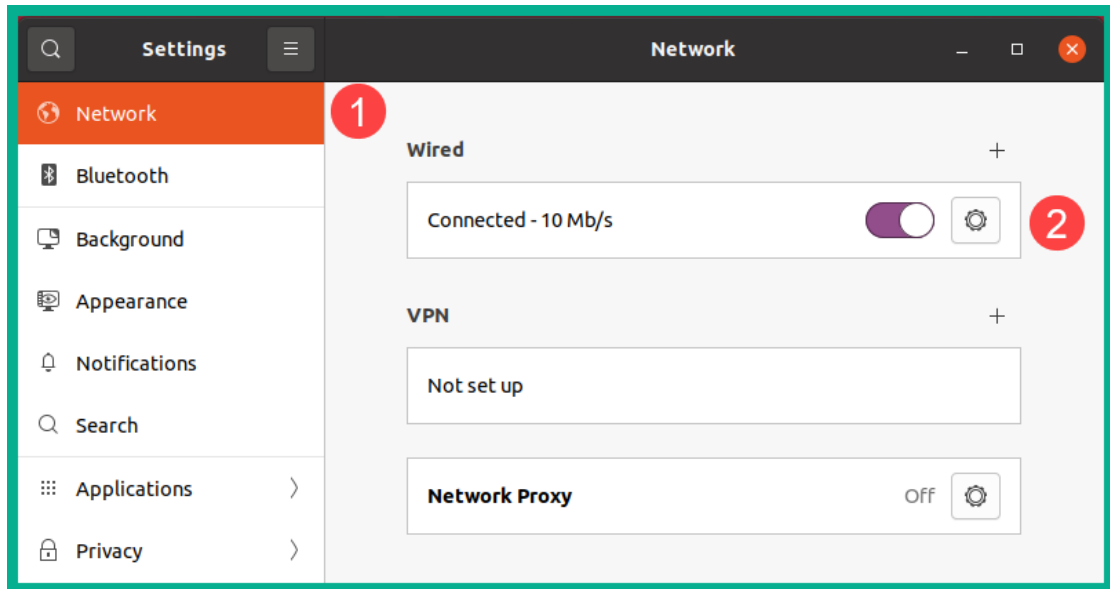 Settings
Network
Network
1
Bluetooth
Background
Appearance
Notifications
Search
Applications
Privacy
Wired
Connected - 10 Mb/s
2
VPN
Not set up
Network Proxy Off